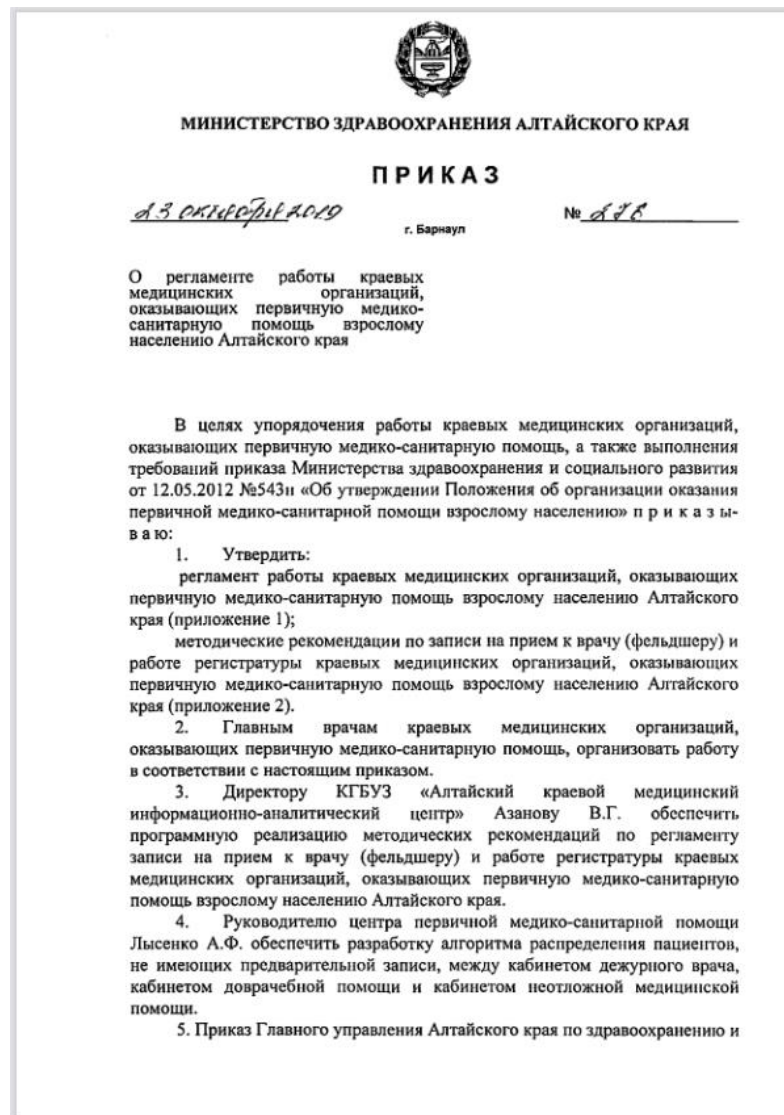 МИНИСТЕРСТВО ЗДРАВООХРАНЕНИЯ АЛТАЙСКОГО КРАЯ
ПРИКАЗ
23 октября 2019
№ 278
г. Барнаул
О регламенте работы краевых
медицинских организаций,
оказывающих первичную медико-
санитарную помощь взрослому
населению Алтайского края
В целях упорядочения работы краевых медицинских организаций,
оказывающих первичную медико-санитарную помощь, а также выполнения
требований приказа Министерства здравоохранения и социального развития
от 12.05.2012 №543н «Об утверждении Положения об организации оказания
первичной медико-санитарной помощи взрослому населению» п р и к а з ы-
в а ю:
1. Утвердить:
регламент работы краевых медицинских организаций, оказывающих
первичную медико-санитарную помощь взрослому населению Алтайского
края (приложение 1);
методические рекомендации по записи на прием к врачу (фельдшеру) и
работе регистратуры краевых медицинских организаций, оказывающих
первичную медико-санитарную помощь взрослому населению Алтайского
края (приложение 2).
2. Главным врачам краевых медицинских организаций,
оказывающих первичную медико-санитарную помощь, организовать работу
в соответствии с настоящим приказом.
3. Директору КГБУЗ «Алтайский краевой медицинский
информационно-аналитический центр» Азанову В.Г. обеспечить
программную реализацию методических рекомендаций по регламенту
записи на прием к врачу (фельдшеру) и работе регистратуры краевых
медицинских организаций, оказывающих первичную медико-санитарную
помощь взрослому населению Алтайского края.
4. Руководителю центра первичной медико-санитарной помощи
Лысенко А.Ф. обеспечить разработку алгоритма распределения пациентов,
не имеющих предварительной записи, между кабинетом дежурного врача,
кабинетом доврачебной помощи и кабинетом неотложной медицинской
помощи.
5. Приказ Главного управления Алтайского края по здравоохранению и